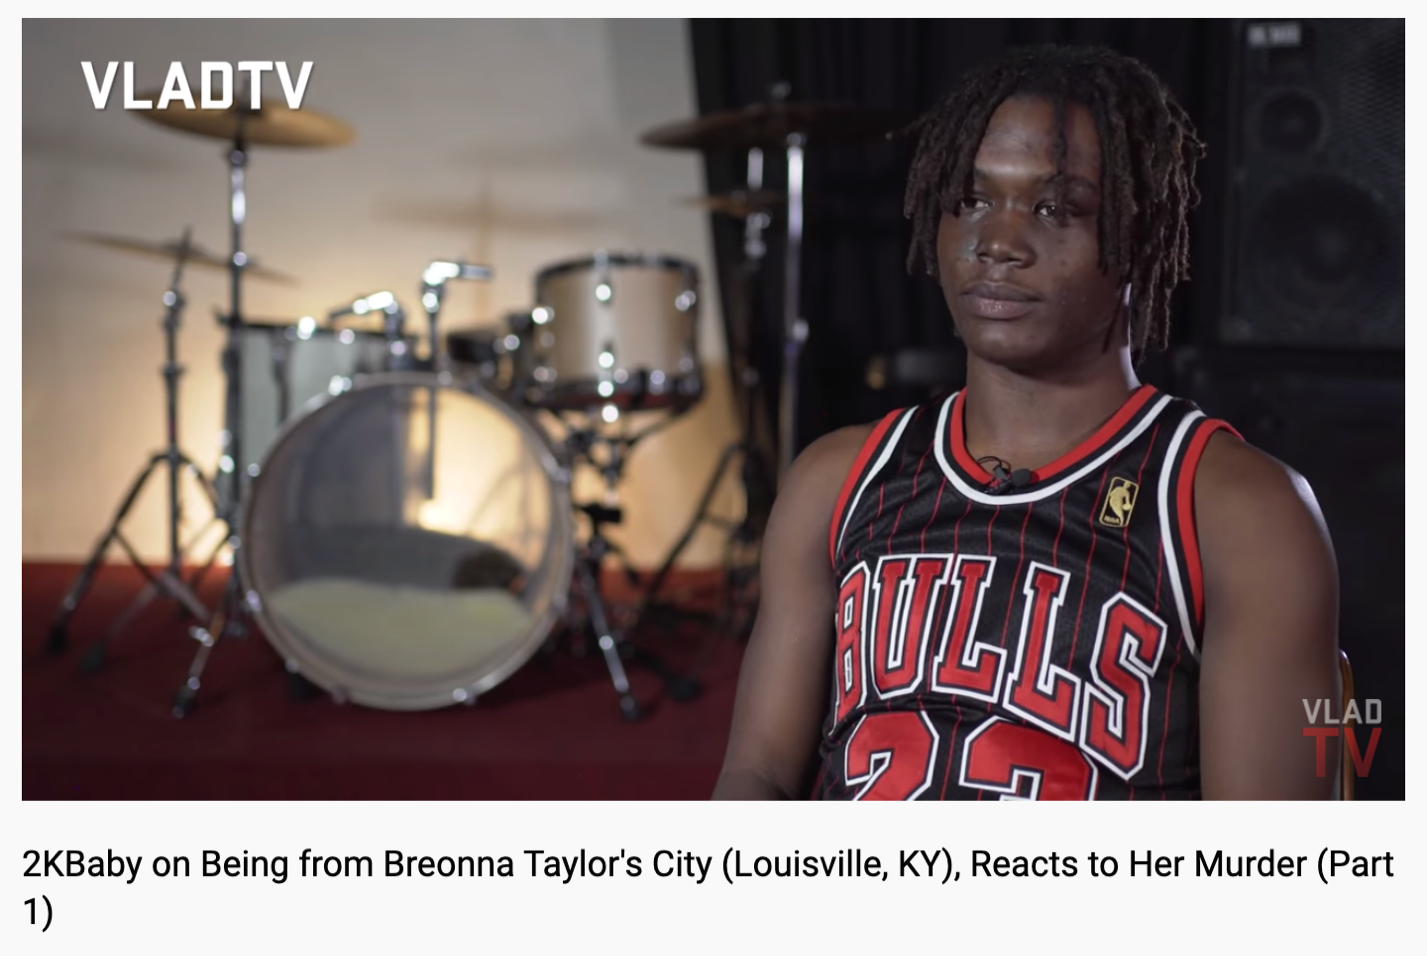 VLADTV
BULLS
23
VLAD
TV
2KBaby on Being from Breonna Taylor's City (Louisville, KY), Reacts to Her Murder (Part
1)